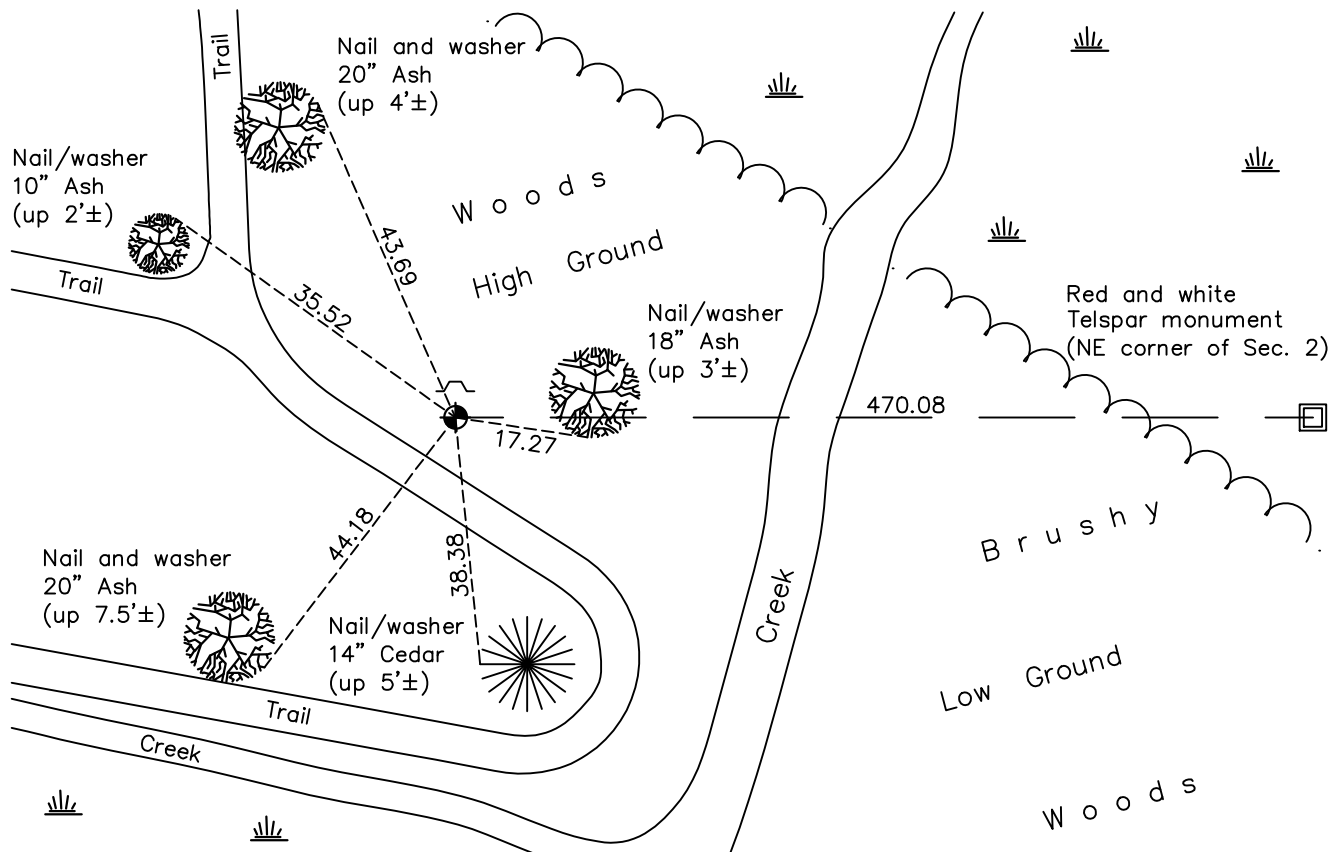 Trail
Nail and washer
20” Ash
(up 4'±)
Nail/washer
10” Ash
(up 2'±)
Woods
43.69
High Ground
Trail
35.52
Red and white
Telspar monument
(NE corner of Sec. 2)
Nail/washer
18” Ash
(up 3'±)
470.08
17.27
Brushy
44.18
38.38
Nail and washer
20” Ash
(up 7.5'±)
Creek
Nail/washer
14” Cedar
(up 5'±)
Low Ground
Trail
Creek
Woods